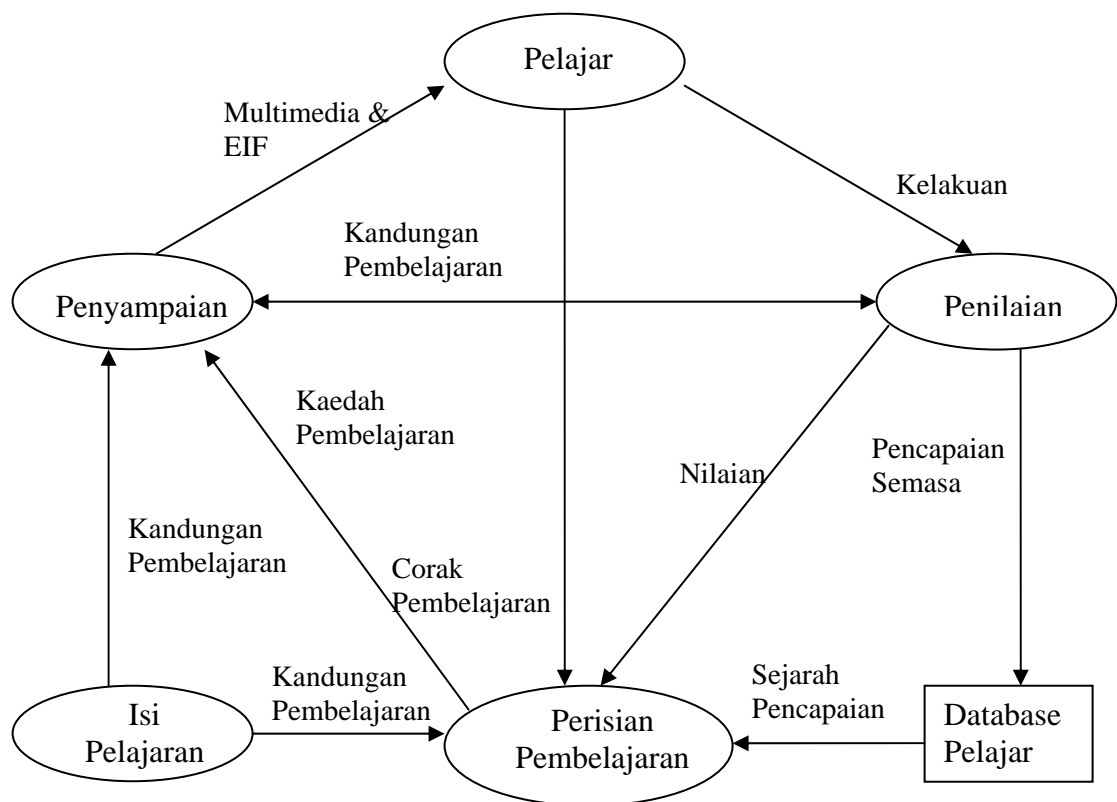 Pelajar
Multimedia &
EIF
Kelakuan
Kandungan
Pembelajaran
Penyampaian
Penilaian
Kaedah
Pembelajaran
Pencapaian
Semasa
Nilaian
Kandungan
Pembelajaran
Corak
Pembelajaran
Kandungan
Pembelajaran
Sejarah
Pencapaian
Isi
Pelajaran
Perisian
Pembelajaran
Database
Pelajar